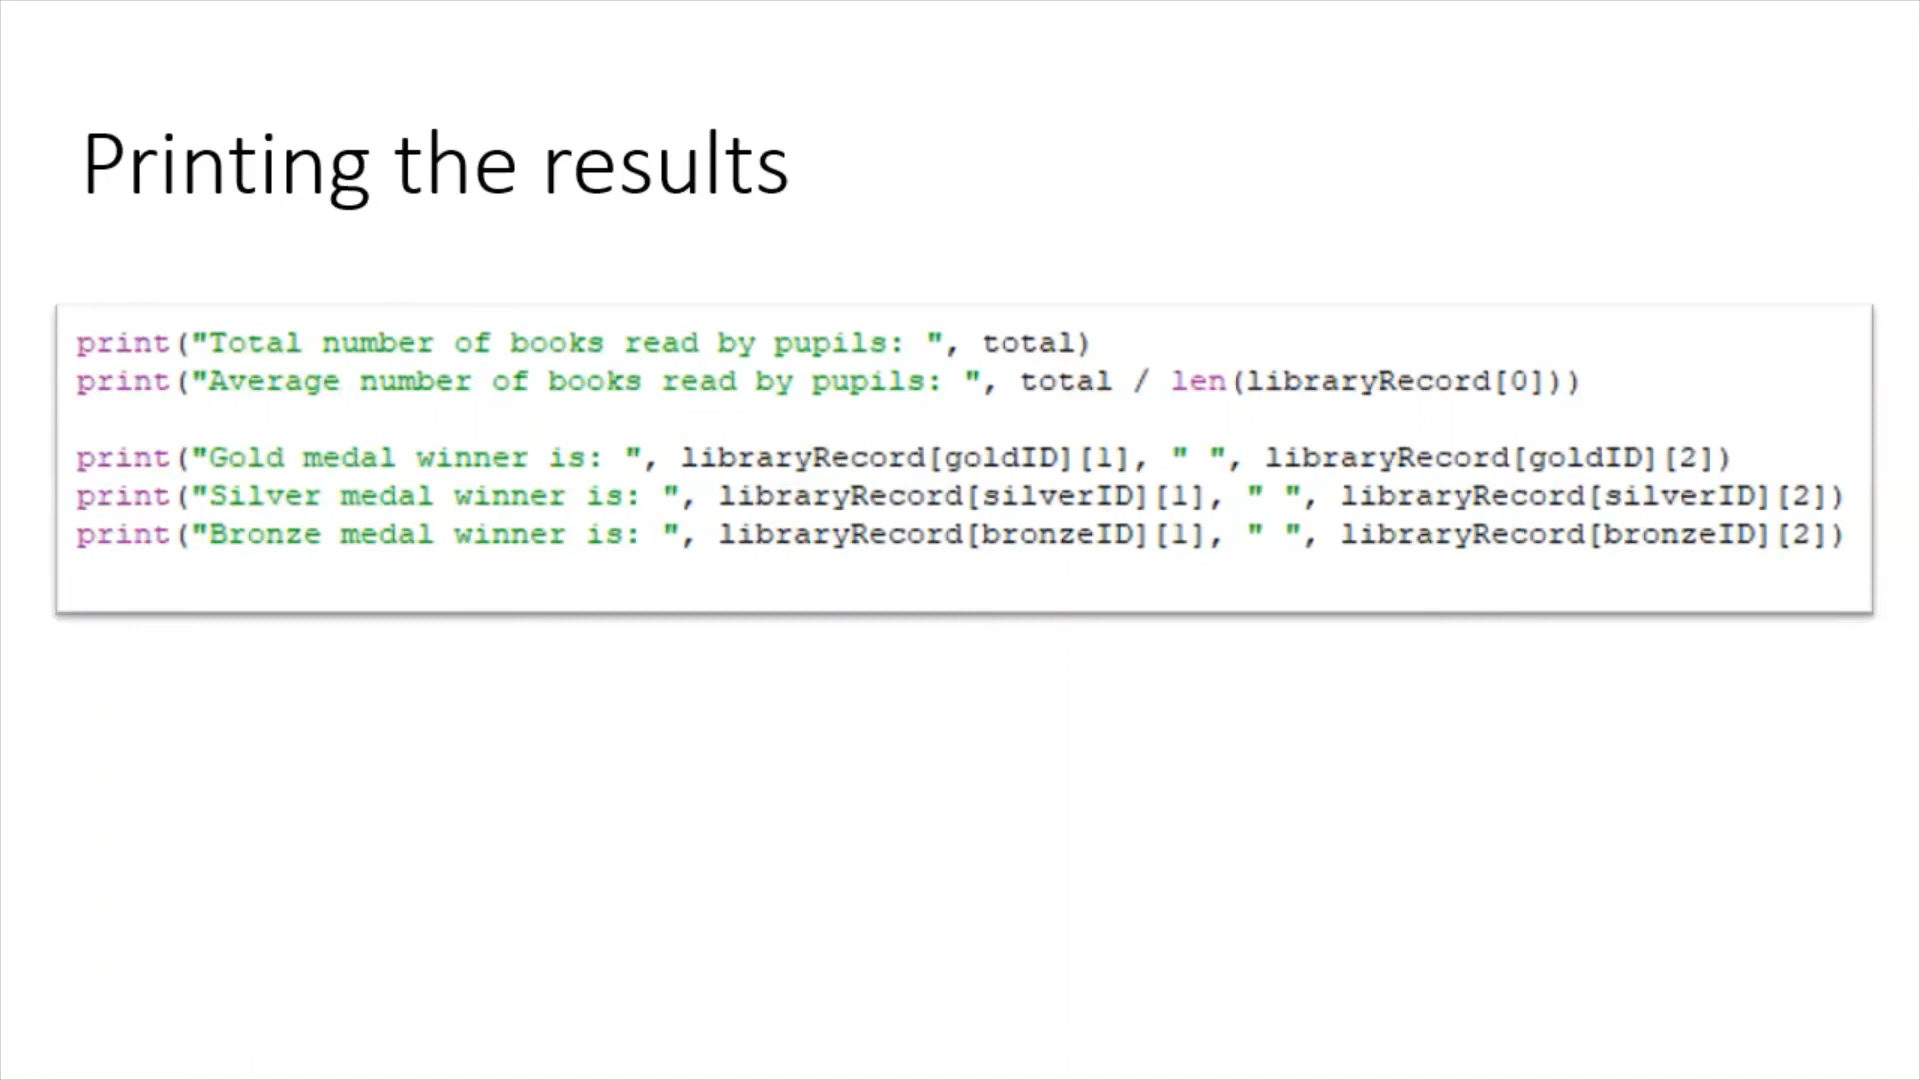 Printing the results
print("Total number of books read by pupils: ", total)
print("Average number of books read by pupils: ", total / len(libraryRecord[0]))
print("Gold medal winner is: ", libraryRecord[goldID][1], " ", libraryRecord[goldID][2])
print("Silver medal winner is: ", libraryRecord[silverID][1], " ", libraryRecord[silverID][2])
print("Bronze medal winner is: ", libraryRecord[bronzeID][1], " ", libraryRecord[bronzeID][2])